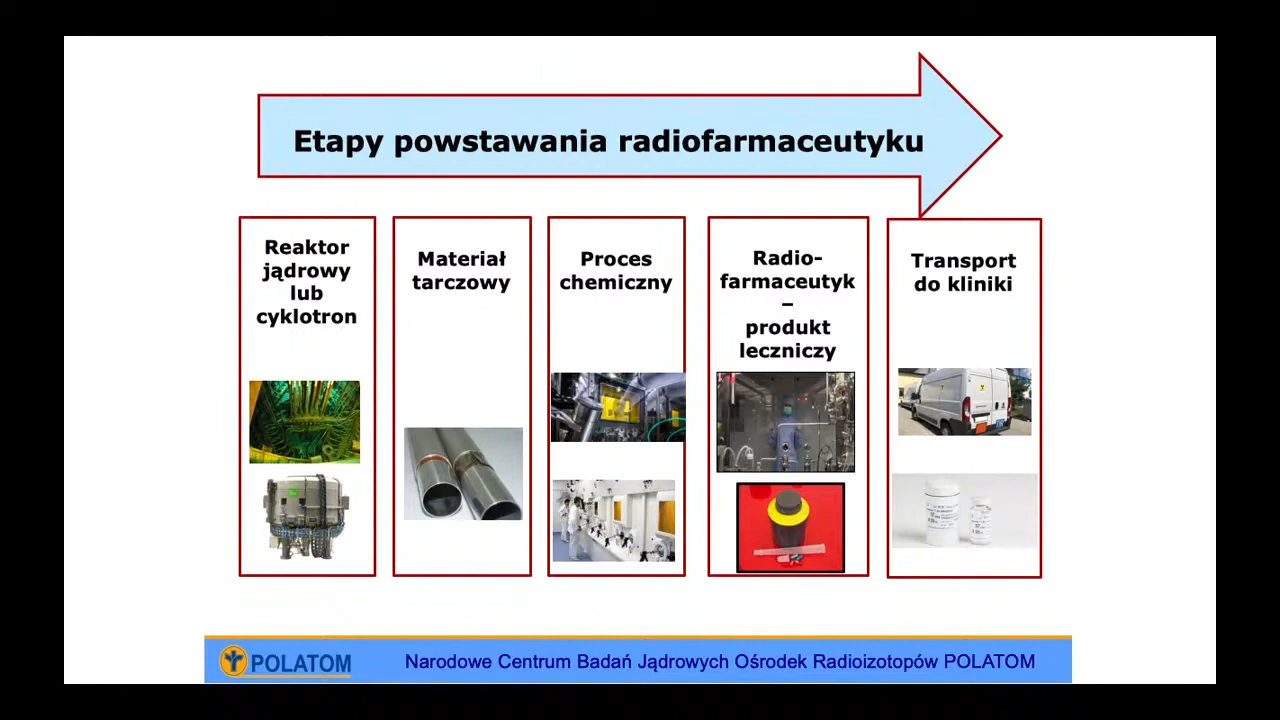 Etapy powstawania radiofarmaceutyku
Reaktor
jądrowy
lub
cyklotron
Materiał
tarczowy
Proces
chemiczny
Radio-
farmaceutyk
–
produkt
leczniczy
Transport
do kliniki
POLATOM
Narodowe Centrum Badań Jądrowych Ośrodek Radioizotopów POLATOM